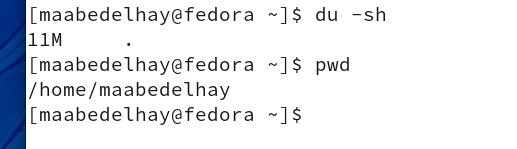 [maabedelhay@fedora ~]$ du -sh
11M     .
[maabedelhay@fedora ~]$ pwd
/home/maabedelhay
[maabedelhay@fedora ~]$